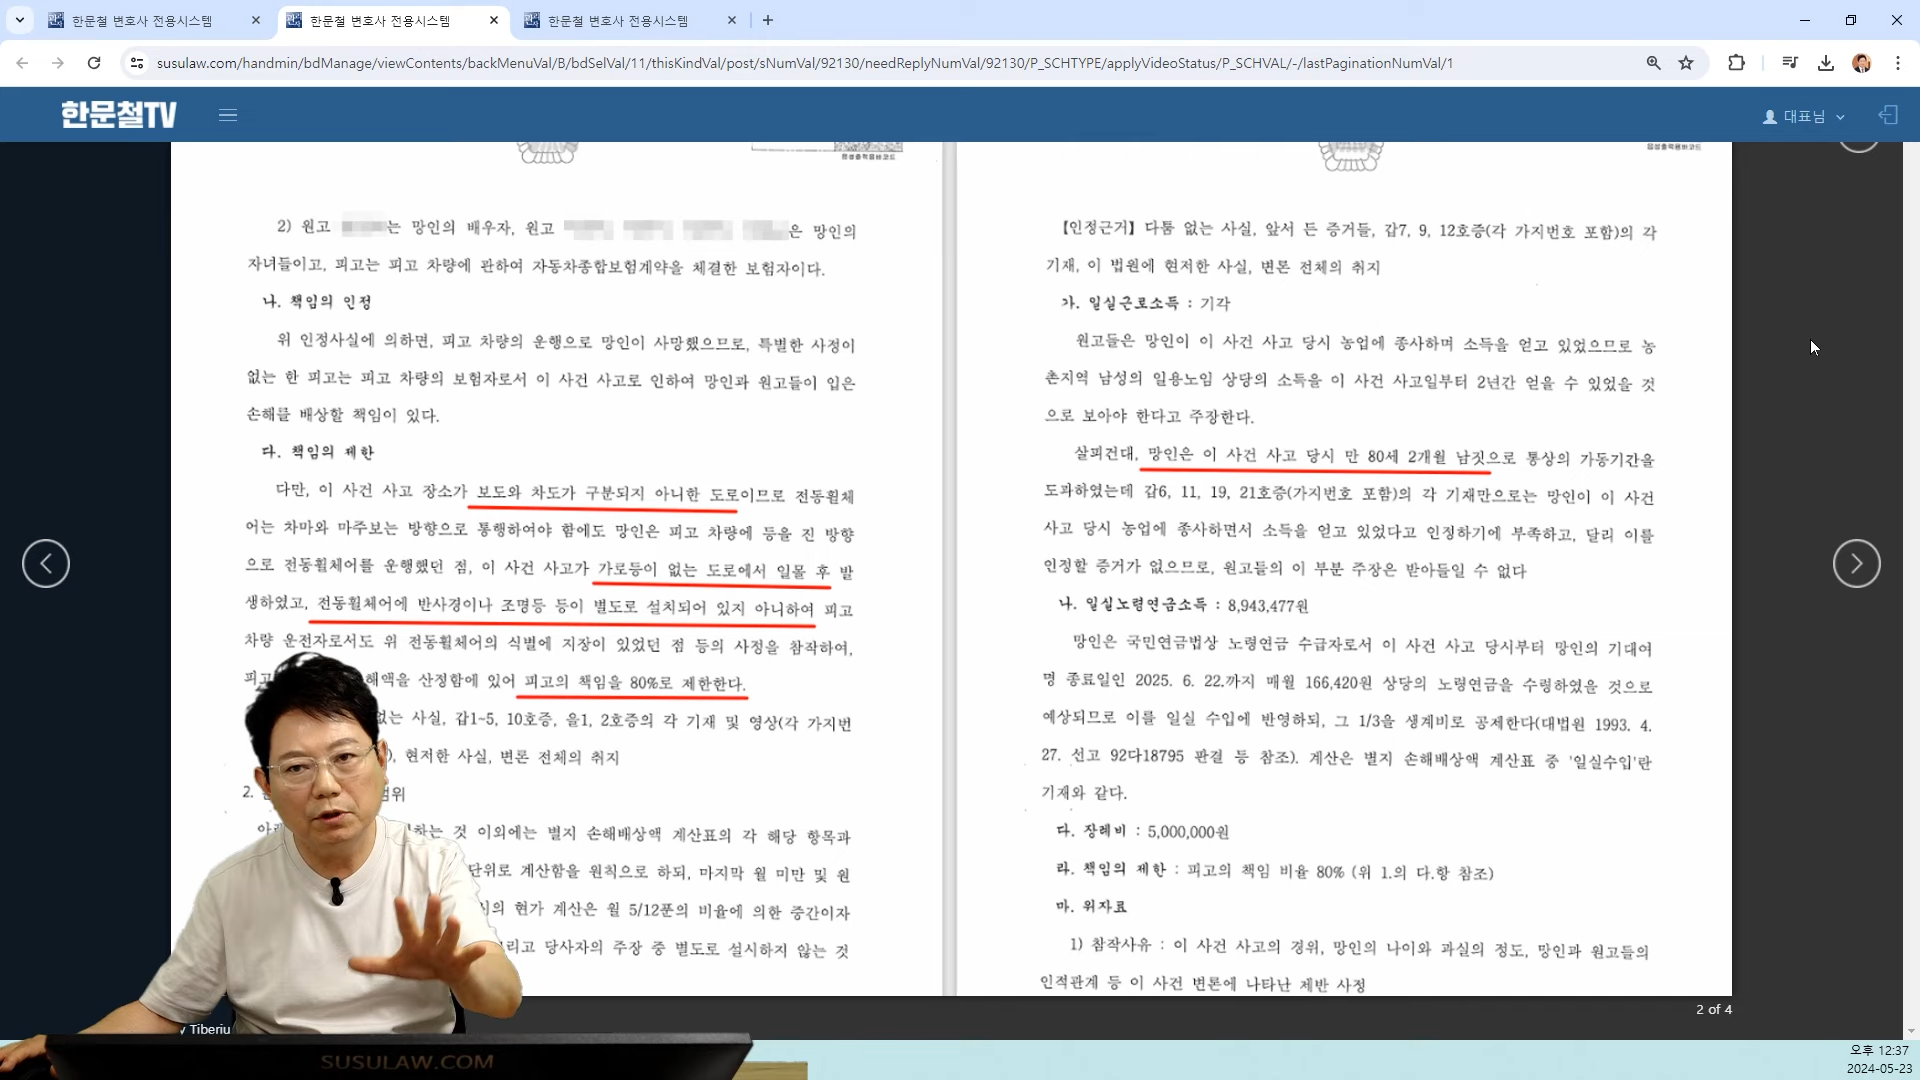 한문철 변호사 전용시스템
한문철 변호사 전용시스템
한문철 변호사 전용시스템
susulaw.com/handmin/bdManage/viewContents/backMenuVal/B/bdSelVal/11/thisKindVal/post/sNumVal/92130/needReplyNumVal/92130/P_SCHTYPE/applyVideoStatus/P_SCHVAL/-/lastPaginationNumVal/1
한문철TV
대표님
음성출력용바코드
2) 원고 는 망인의 배우자, 원고 은 망인의
자녀들이고, 피고는 피고 차량에 관하여 자동차종합보험계약을 체결한 보험자이다.
나. 책임의 인정
위 인정사실에 의하면, 피고 차량의 운행으로 망인이 사망했으므로, 특별한 사정이
없는 한 피고는 피고 차량의 보험자로서 이 사건 사고로 인하여 망인과 원고들이 입은
손해를 배상할 책임이 있다.
다. 책임의 제한
다만, 이 사건 사고 장소가 보도와 차도가 구분되지 아니한 도로이므로 전동휠체
어는 차마와 마주보는 방향으로 통행하여야 함에도 망인은 피고 차량에 등을 진 방향
으로 전동휠체어를 운행했던 점, 이 사건 사고가 가로등이 없는 도로에서 일몰 후 발
생하였고, 전동휠체어에 반사경이나 조명등 등이 별도로 설치되어 있지 아니하여 피고
차량 운전자로서도 위 전동휠체어의 식별에 지장이 있었던 점 등의 사정을 참작하여,
피고 해액을 산정함에 있어 피고의 책임을 80%로 제한한다.
없는 사실, 갑1~5, 10호증, 을1, 2호증의 각 기재 및 영상(각 가지번
), 현저한 사실, 변론 전체의 취지
2. 범위
아래 하는 것 이외에는 별지 손해배상액 계산표의 각 해당 항목과
단위로 계산함을 원칙으로 하되, 마지막 월 미만 및 원
시의 현가 계산은 월 5/12푼의 비율에 의한 중간이자
그리고 당사자의 주장 중 별도로 설시하지 않는 것
음성출력용바코드
【인정근거】 다툼 없는 사실, 앞서 든 증거들, 갑7, 9, 12호증(각 가지번호 포함)의 각
기재, 이 법원에 현저한 사실, 변론 전체의 취지
가. 일실근로소득 : 기각
원고들은 망인이 이 사건 사고 당시 농업에 종사하며 소득을 얻고 있었으므로 농
촌지역 남성의 일용노임 상당의 소득을 이 사건 사고일부터 2년간 얻을 수 있었을 것
으로 보아야 한다고 주장한다.
살피건대, 망인은 이 사건 사고 당시 만 80세 2개월 남짓으로 통상의 가동기간을
도과하였는데 갑6, 11, 19, 21호증(가지번호 포함)의 각 기재만으로는 망인이 이 사건
사고 당시 농업에 종사하면서 소득을 얻고 있었다고 인정하기에 부족하고, 달리 이를
인정할 증거가 없으므로, 원고들의 이 부분 주장은 받아들일 수 없다
나. 일실노령연금소득 : 8,943,477원
망인은 국민연금법상 노령연금 수급자로서 이 사건 사고 당시부터 망인의 기대여
명 종료일인 2025. 6. 22.까지 매월 166,420원 상당의 노령연금을 수령하였을 것으로
예상되므로 이를 일실 수입에 반영하되, 그 1/3을 생계비로 공제한다(대법원 1993. 4.
27. 선고 92다18795 판결 등 참조). 계산은 별지 손해배상액 계산표 중 '일실수입'란
기재와 같다.
다. 장례비 : 5,000,000원
라. 책임의 제한 : 피고의 책임 비율 80% (위 1.의 다.항 참조)
마. 위자료
1) 참작사유 : 이 사건 사고의 경위, 망인의 나이와 과실의 정도, 망인과 원고들의
인적관계 등 이 사건 변론에 나타난 제반 사정
2 of 4
y Tiberiu
SUSULAW.COM
오후 12:37
2024-05-23